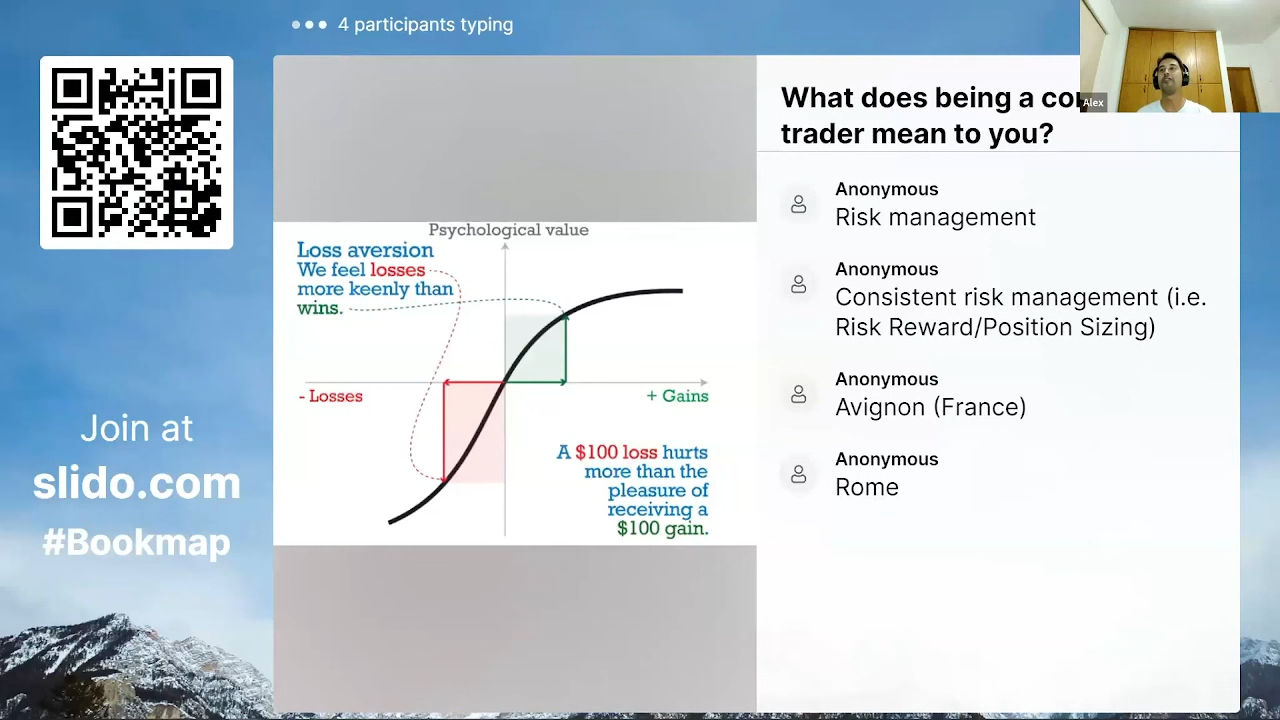 4 participants typing
Join at
slido.com
#Bookmap
Psychological value
Loss aversion
We feel losses
more keenly than
wins.
- Losses
+ Gains
A $100 loss hurts
more than the
pleasure of
receiving a
$100 gain.
What does being a
trader mean to you?
Alex
Anonymous
Risk management
Anonymous
Consistent risk management (i.e.
Risk Reward/Position Sizing)
Anonymous
Avignon (France)
Anonymous
Rome